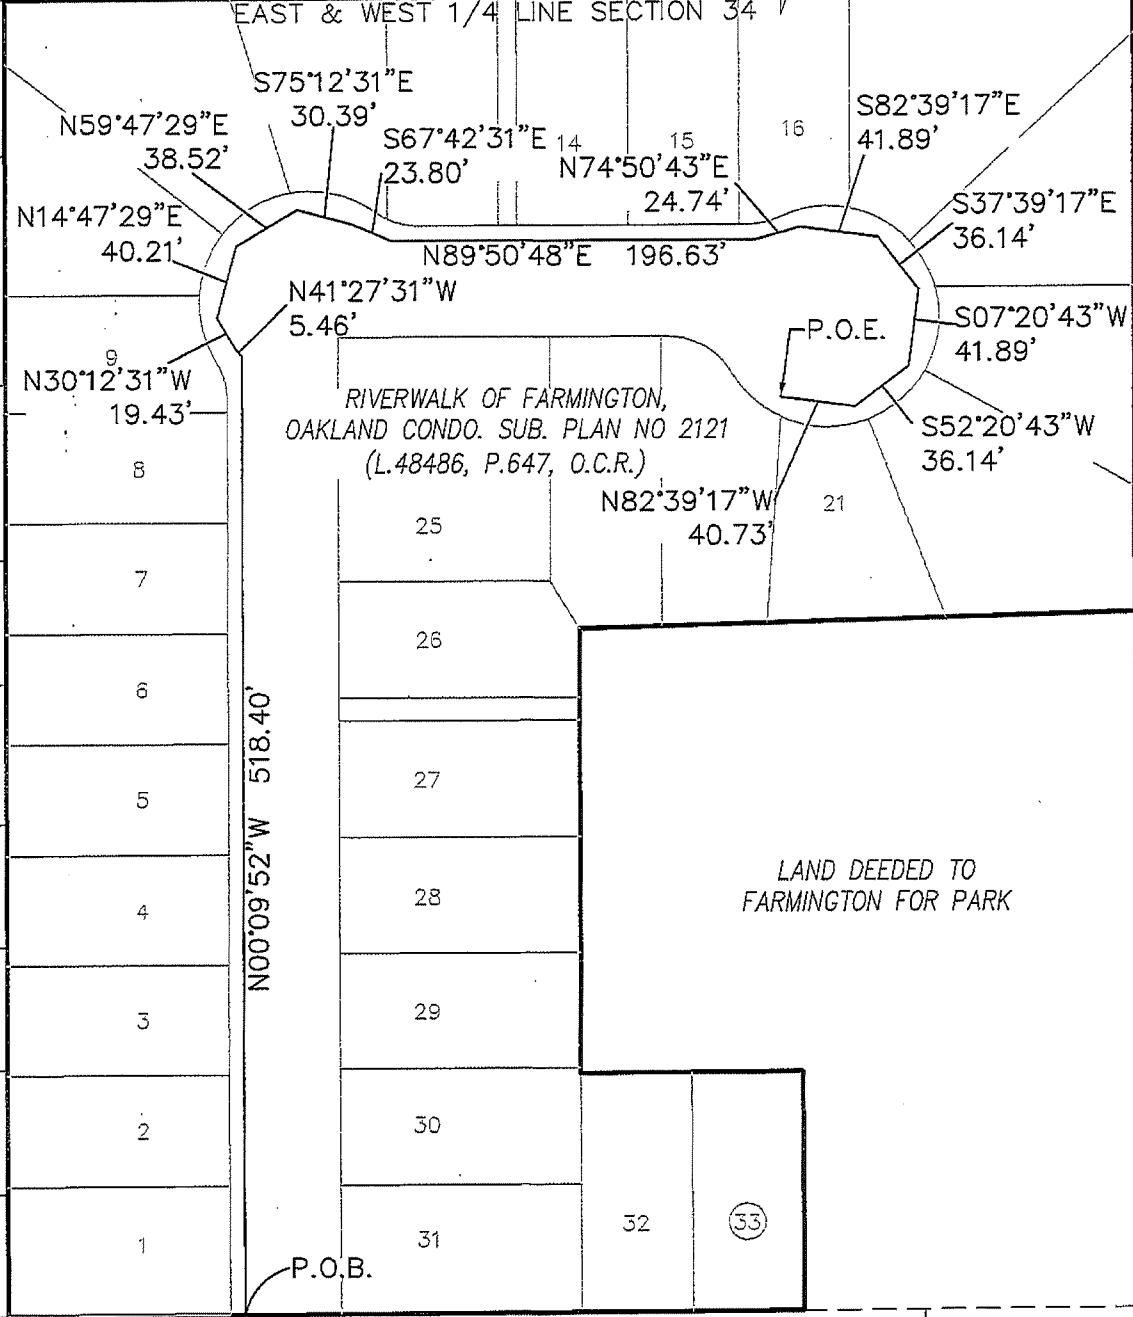 EAST & WEST 1/4 LINE SECTION 34
S75°12'31"E
30.39'
N59°47'29"E
38.52'
S67°42'31"E
23.80'
14
15
16
N74°50'43"E
24.74'
S82°39'17"E
41.89'
N14°47'29"E
40.21'
S37°39'17"E
36.14'
N89°50'48"E 196.63'
N41°27'31"W
5.46'
P.O.E.
S07°20'43"W
41.89'
9
N30°12'31"W
19.43'
RIVERWALK OF FARMINGTON,
OAKLAND CONDO. SUB. PLAN NO 2121
(L.48486, P.647, O.C.R.)
S52°20'43"W
36.14'
N82°39'17"W
40.73'
21
8
25
7
26
6
N00°09'52"W 518.40'
27
5
LAND DEEDED TO
FARMINGTON FOR PARK
28
4
29
3
30
2
32
33
31
1
P.O.B.